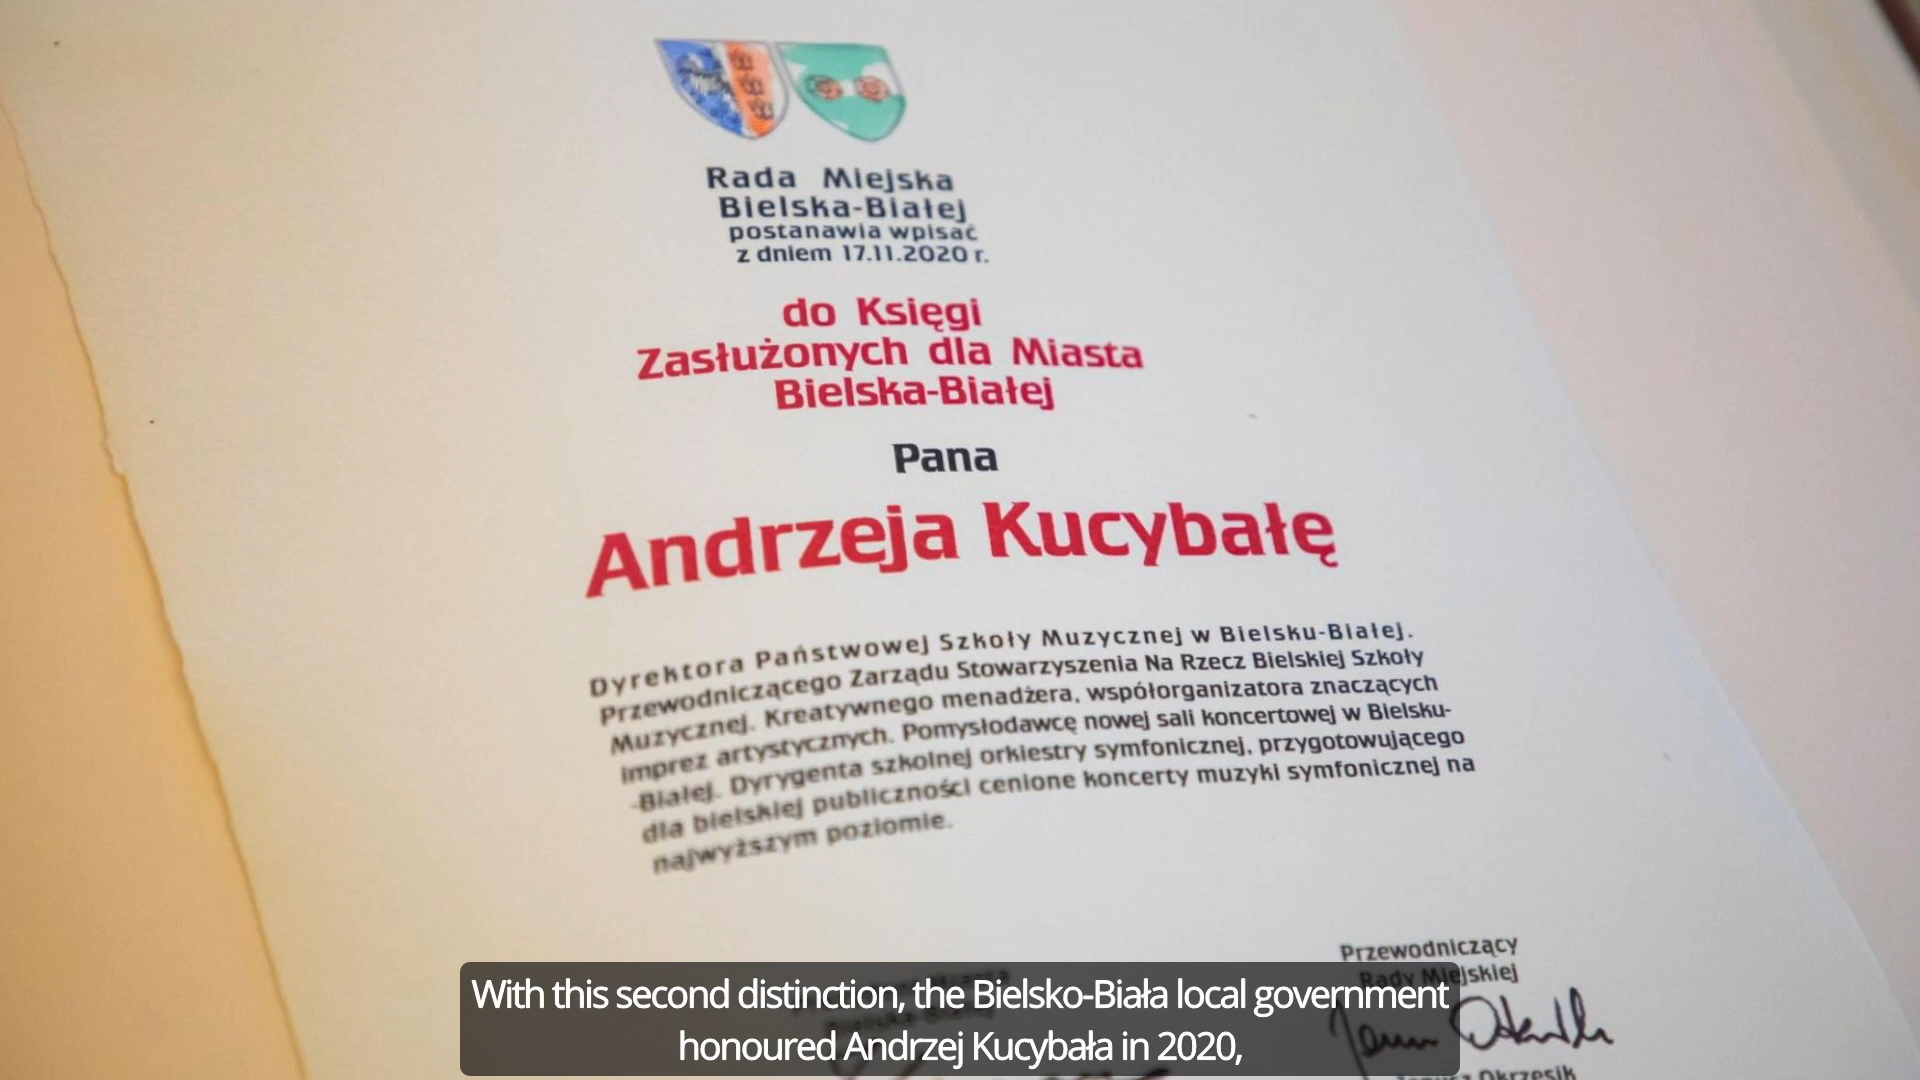 Rada Miejska
Bielska-Białej
postanawia wpisać
z dniem 17.11.2020 r.
do Księgi
Zasłużonych dla Miasta
Bielska-Białej
Pana
Andrzeja Kucybałę
Dyrektora Państwowej Szkoły Muzycznej w Bielsku-Białej.
Przewodniczącego Zarządu Stowarzyszenia Na Rzecz Bielskiej Szkoły
Muzycznej. Kreatywnego menadżera, współorganizatora znaczących
imprez artystycznych. Pomysłodawcę nowej sali koncertowej w Bielsku-
-Białej. Dyrygenta szkolnej orkiestry symfonicznej, przygotowującego
dla bielskiej publiczności cenione koncerty muzyki symfonicznej na
najwyższym poziomie.
Przewodniczący
Rady Miejskiej
Okrzesik
With this second distinction, the Bielsko-Biała local government
honoured Andrzej Kucybała in 2020,